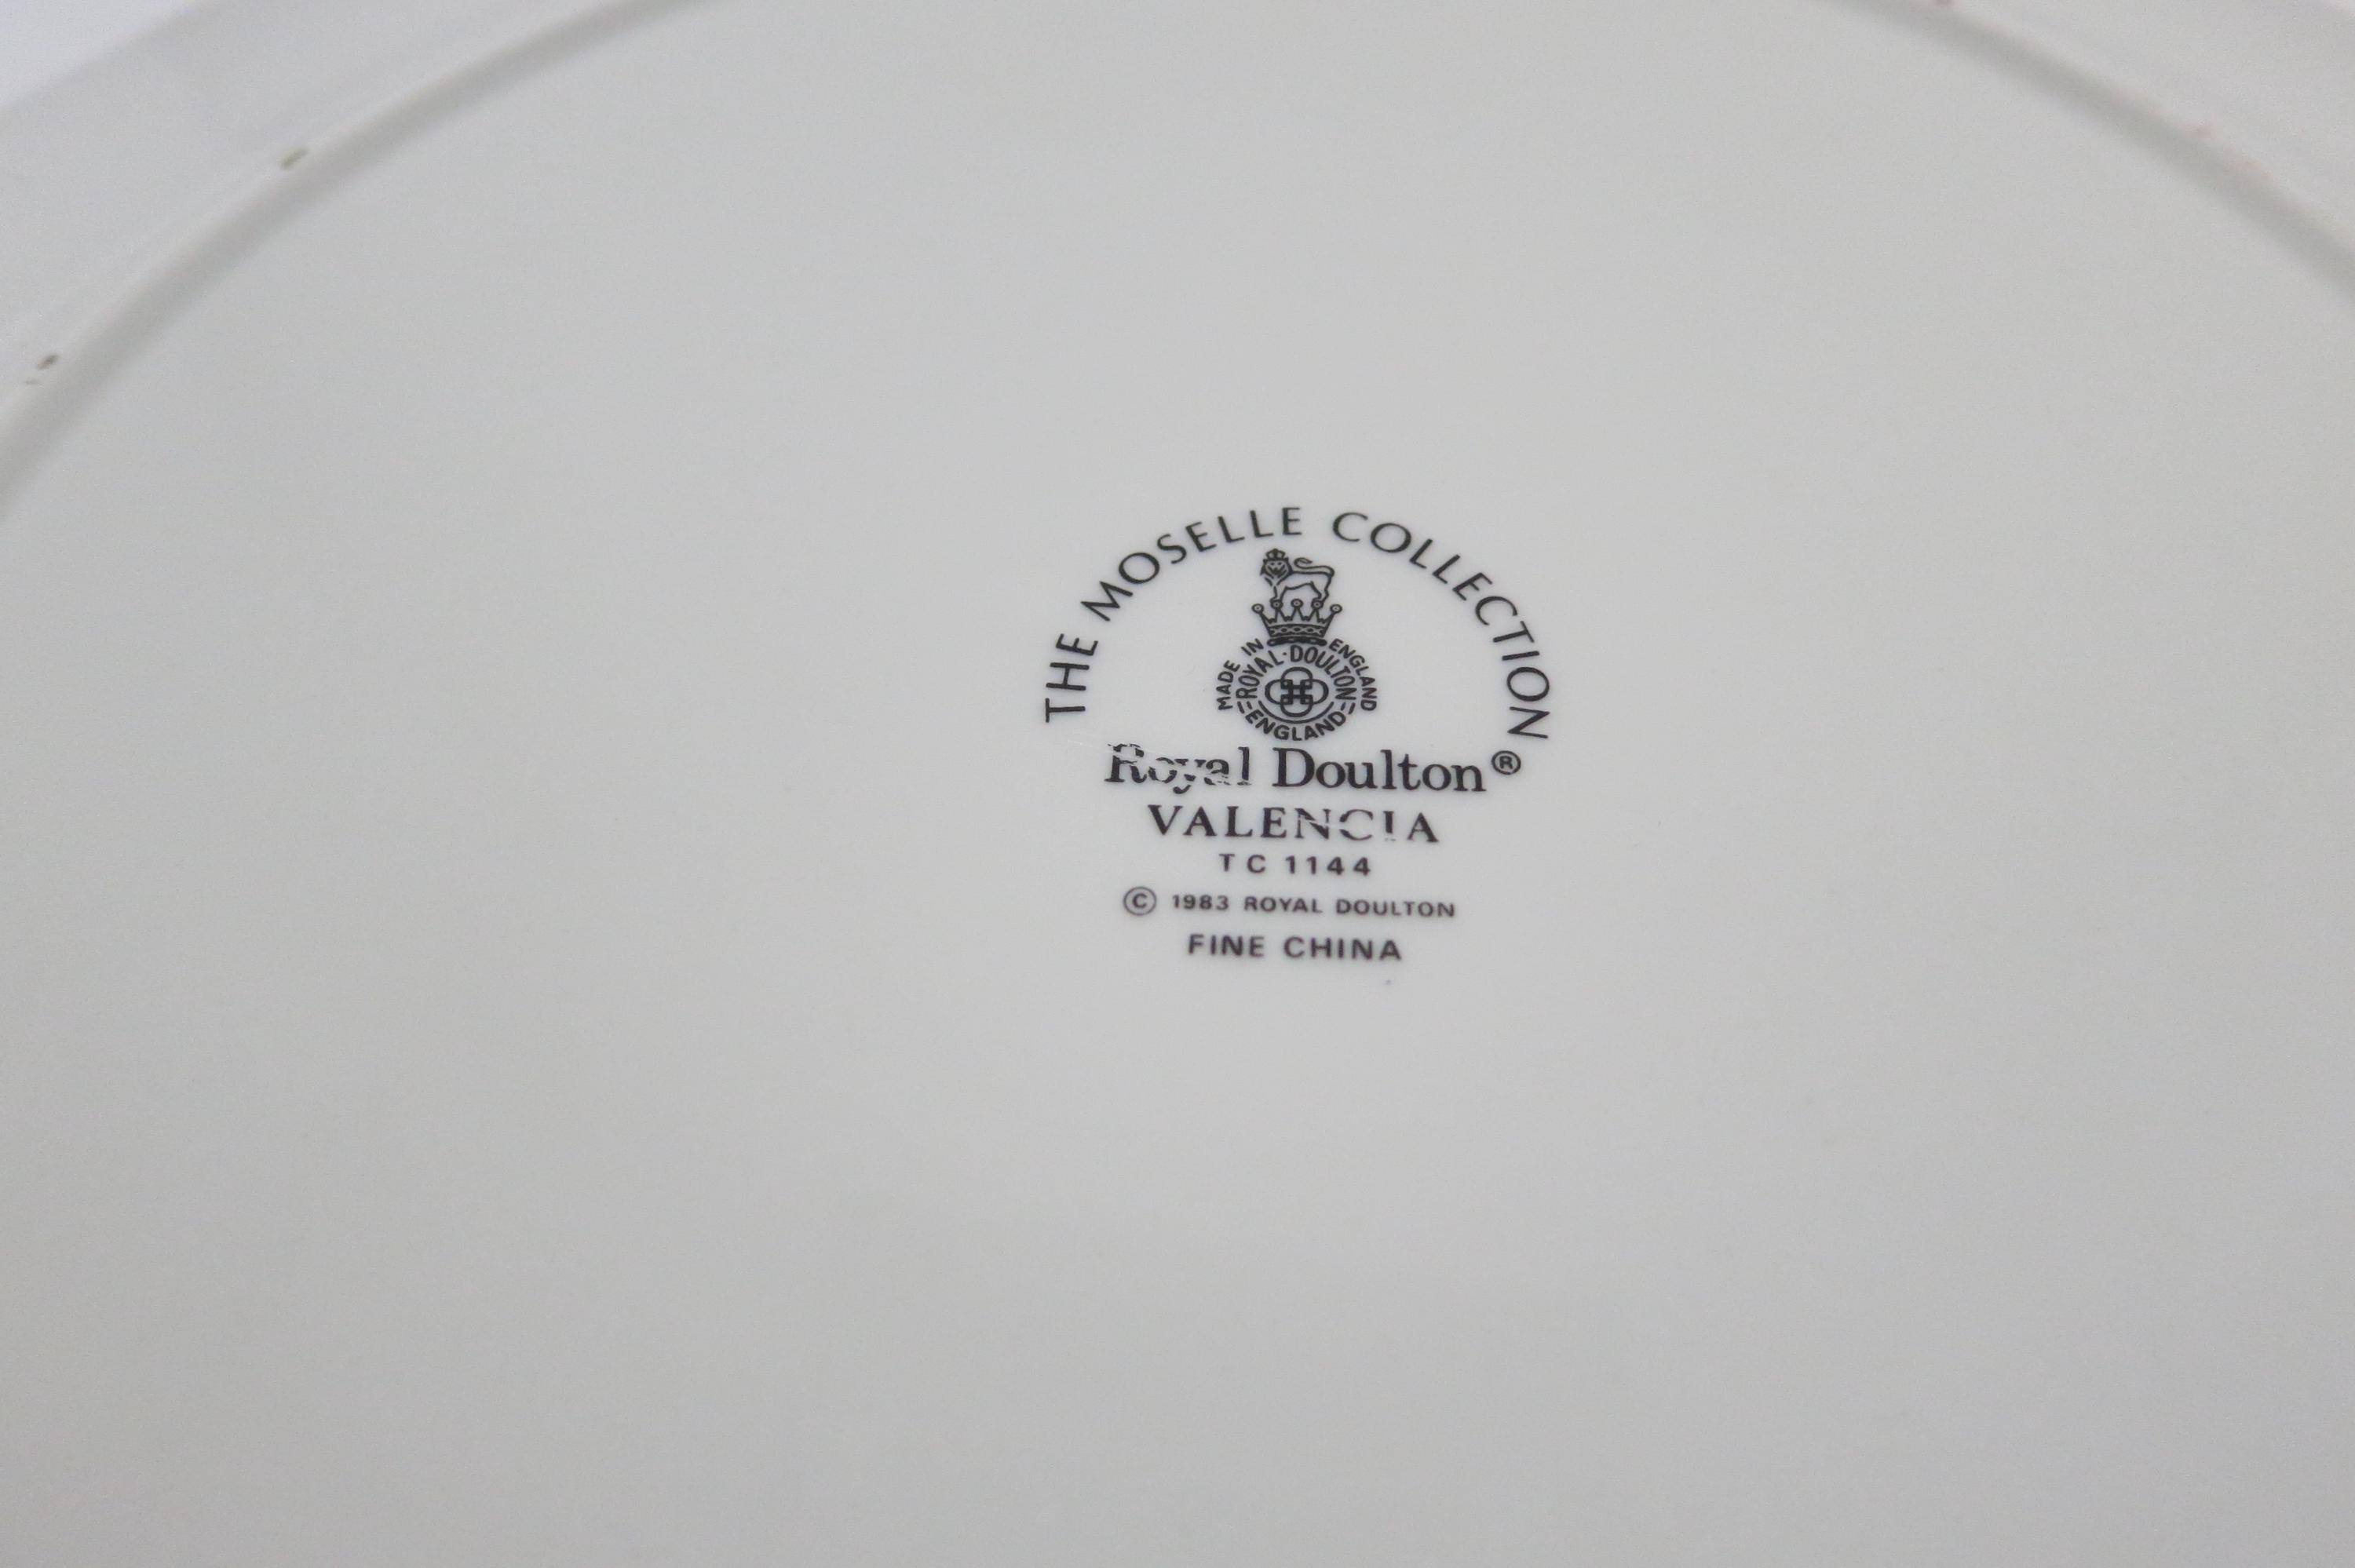 THE MOSELLE COLLECTION
MADE IN ENGLAND
ROYAL·DOULTON
ENGLAND
Royal Doulton®
VALENCIA
TC 1144
© 1983 ROYAL DOULTON
FINE CHINA